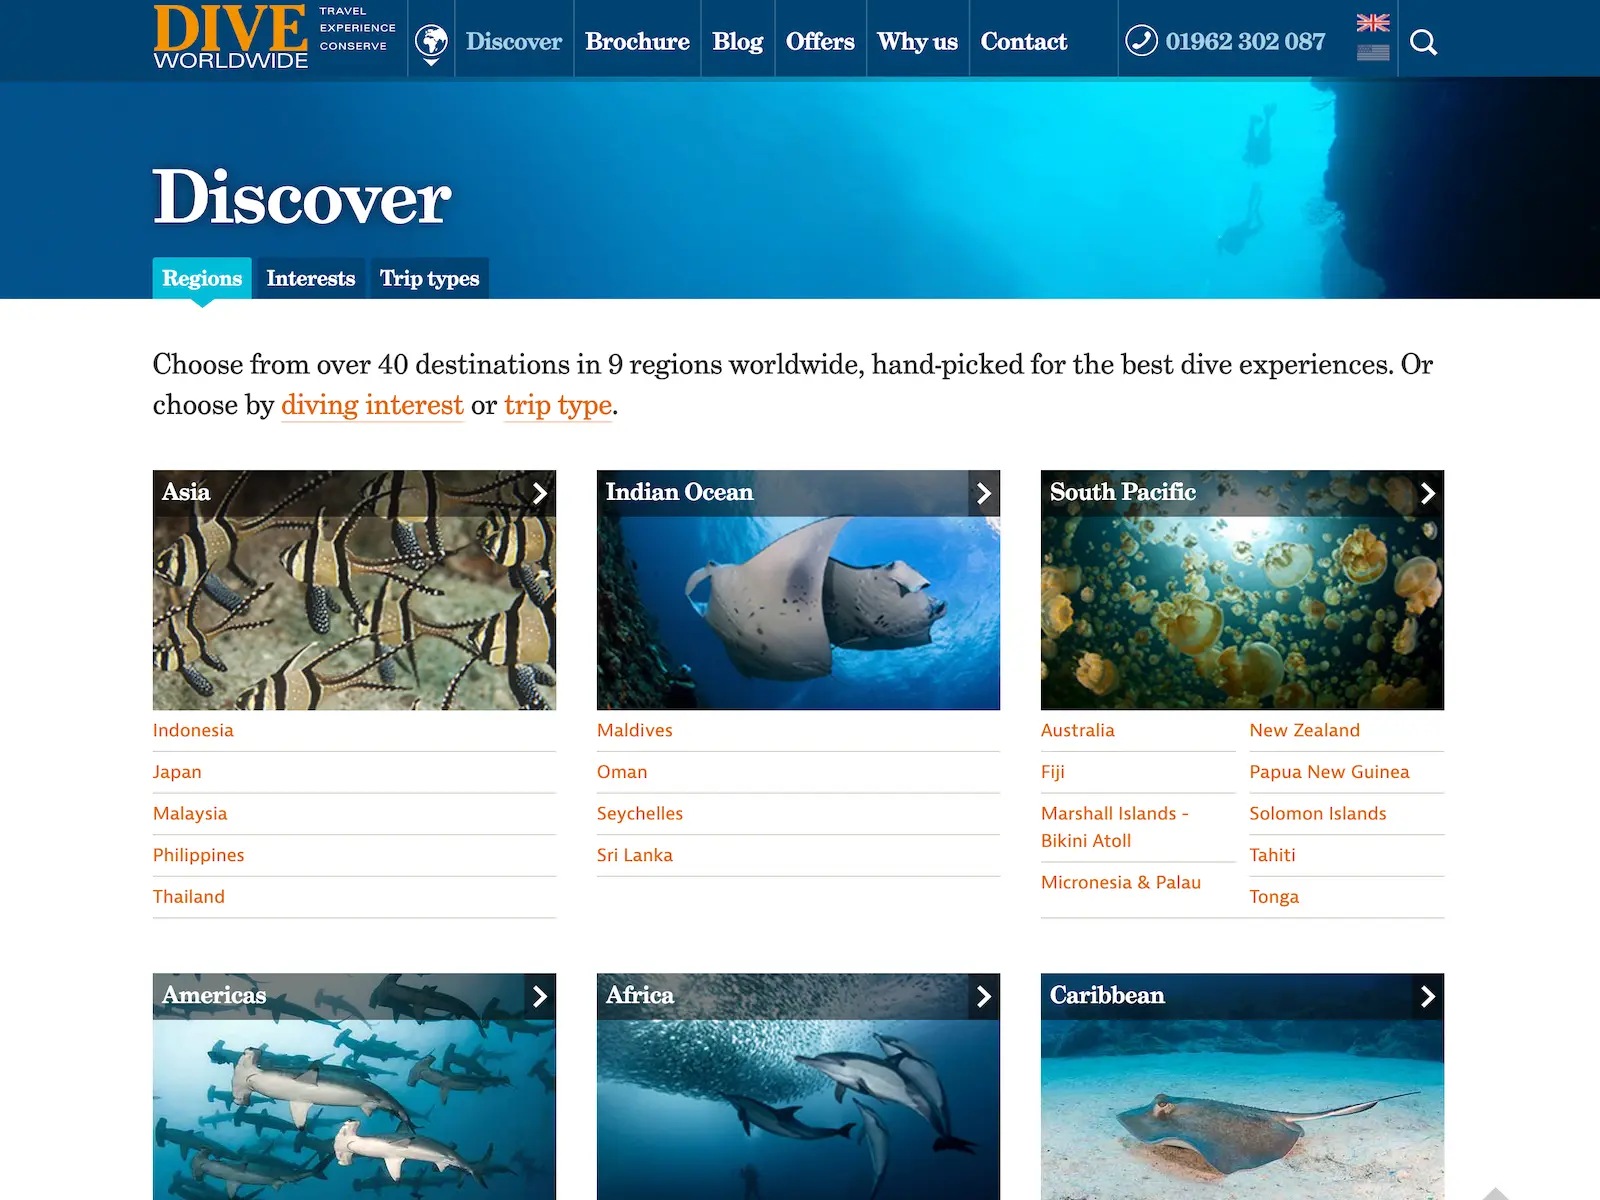 DIVE
WORLDWIDE
TRAVEL
EXPERIENCE
CONSERVE
Discover
Brochure
Blog
Offers
Why us
Contact
01962 302 087
Discover
Regions
Interests
Trip types
Choose from over 40 destinations in 9 regions worldwide, hand-picked for the best dive experiences. Or
choose by diving interest or trip type.
Asia
Indonesia
Japan
Malaysia
Philippines
Thailand
Indian Ocean
Maldives
Oman
Seychelles
Sri Lanka
South Pacific
Australia
Fiji
Marshall Islands -
Bikini Atoll
Micronesia & Palau
New Zealand
Papua New Guinea
Solomon Islands
Tahiti
Tonga
Americas
Africa
Caribbean